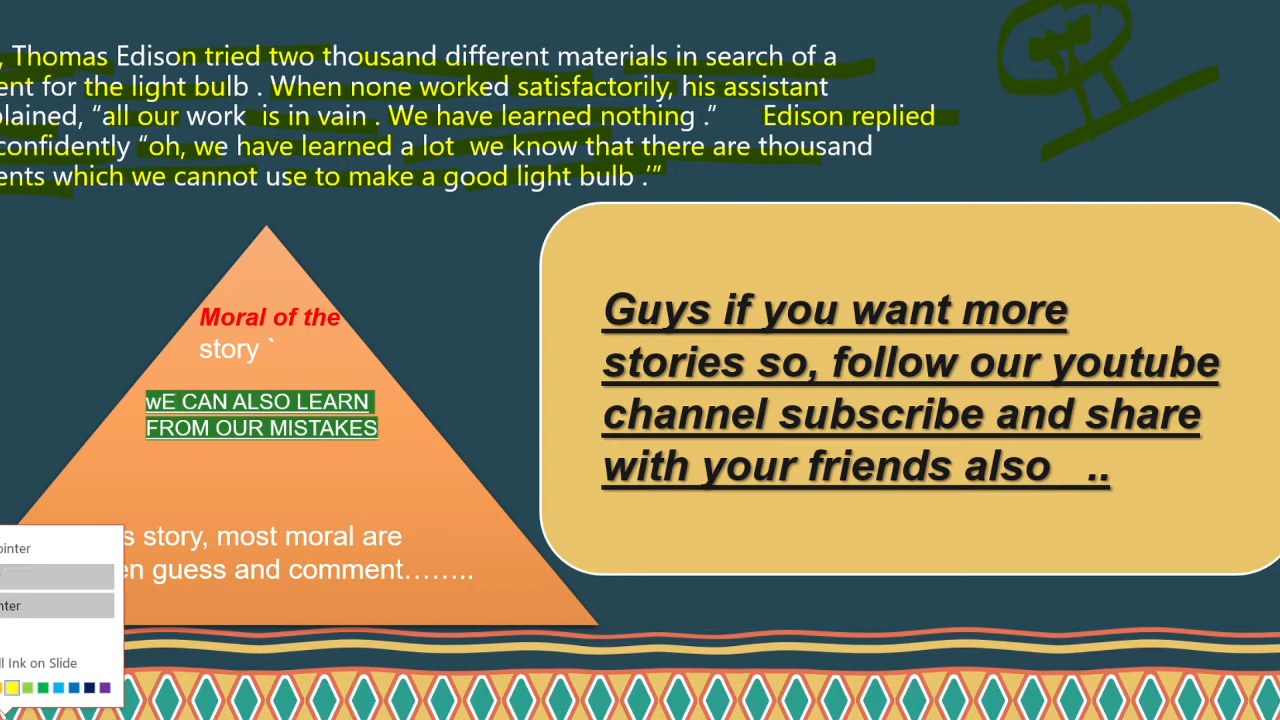 , Thomas Edison tried two thousand different materials in search of a
ent for the light bulb . When none worked satisfactorily, his assistant
plained, “all our work is in vain . We have learned nothing .” Edison replied
confidently “oh, we have learned a lot we know that there are thousand
ents which we cannot use to make a good light bulb .’”
Moral of the
story `
wE CAN ALSO LEARN
FROM OUR MISTAKES
s story, most moral are
en guess and comment……..
Guys if you want more
stories so, follow our youtube
channel subscribe and share
with your friends also ..
ointer
nter
ll Ink on Slide